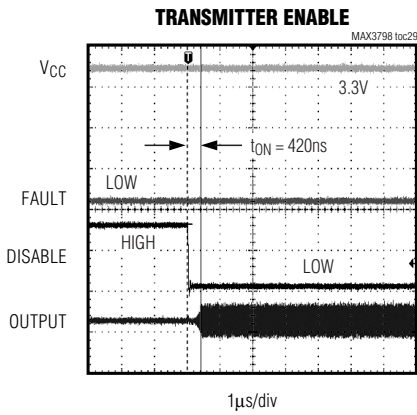 TRANSMITTER ENABLE
MAX3798 toc29
VCC
3.3V
tON = 420ns
LOW
FAULT
HIGH
DISABLE
LOW
OUTPUT
1μs/div
T